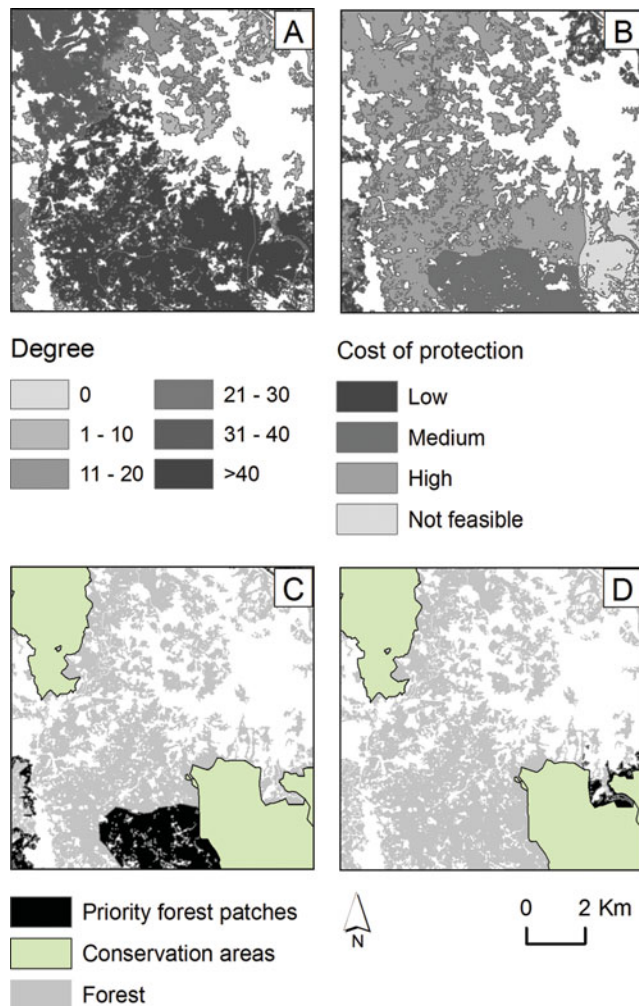 A
B
Degree
0
21 - 30
1 - 10
31 - 40
11 - 20
>40
Cost of protection
Low
Medium
High
Not feasible
C
D
Priority forest patches
Conservation areas
Forest
N
0 2 Km